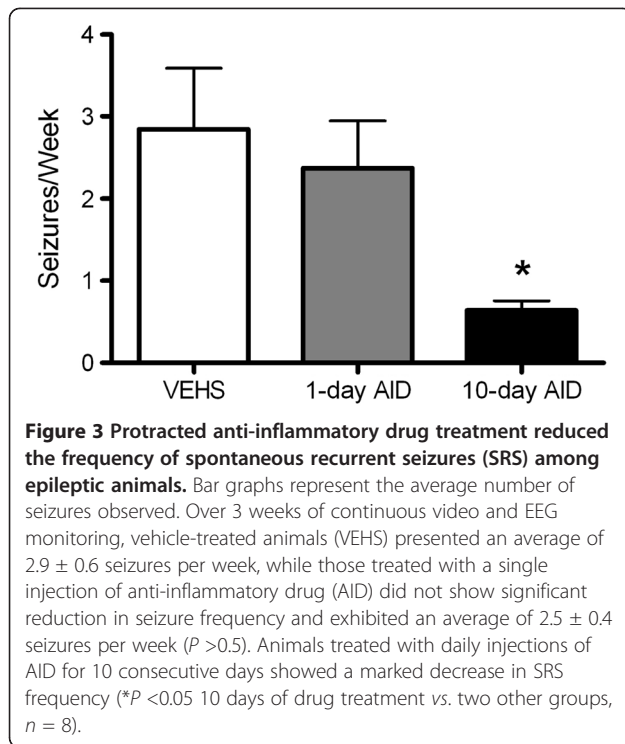 4
3
2
1
0
Seizures/Week
*
VEHS 1-day AID 10-day AID
Figure 3 Protracted anti-inflammatory drug treatment reduced
the frequency of spontaneous recurrent seizures (SRS) among
epileptic animals. Bar graphs represent the average number of
seizures observed. Over 3 weeks of continuous video and EEG
monitoring, vehicle-treated animals (VEHS) presented an average of
2.9 ± 0.6 seizures per week, while those treated with a single
injection of anti-inflammatory drug (AID) did not show significant
reduction in seizure frequency and exhibited an average of 2.5 ± 0.4
seizures per week (P >0.5). Animals treated with daily injections of
AID for 10 consecutive days showed a marked decrease in SRS
frequency (*P <0.05 10 days of drug treatment vs. two other groups,
n = 8).